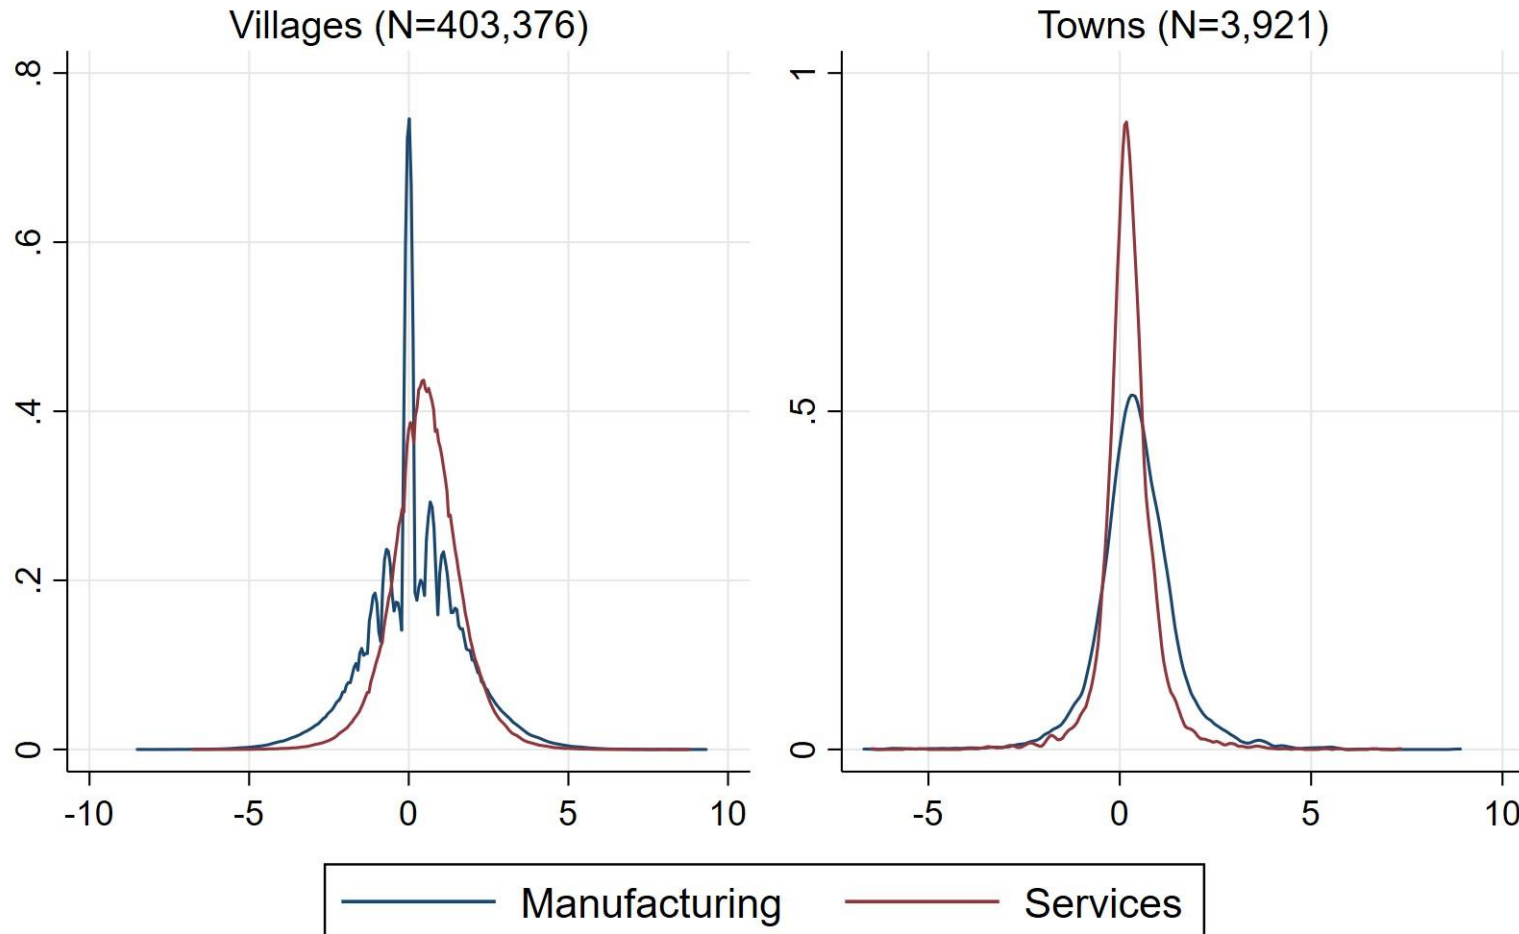 Villages (N=403,376)
.8
.6
.4
.2
0
-10 -5 0 5 10
Towns (N=3,921)
1
.5
0
-5 0 5 10
Manufacturing Services